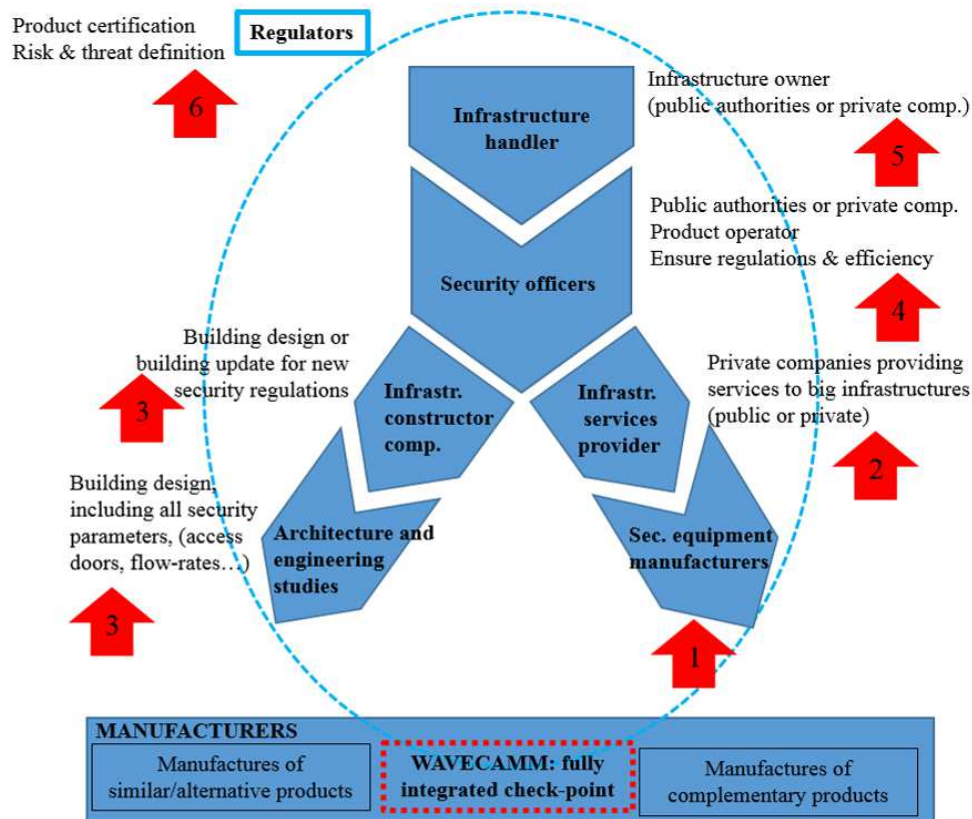 Product certification
Risk & threat definition
Regulators
6
Infrastructure
handler
Infrastructure owner
(public authorities or private comp.)
5
Security officers
Public authorities or private comp.
Product operator
Ensure regulations & efficiency
4
Building design or
building update for new
security regulations
3
Infrastr.
constructor
comp.
Infrastr.
services
provider
Private companies providing
services to big infrastructures
(public or private)
2
Building design,
including all security
parameters, (access
doors, flow-rates…)
3
Architecture and
engineering
studies
Sec. equipment
manufacturers
1
MANUFACTURERS
Manufactures of
similar/alternative products
WAVECAMM: fully
integrated check-point
Manufactures of
complementary products